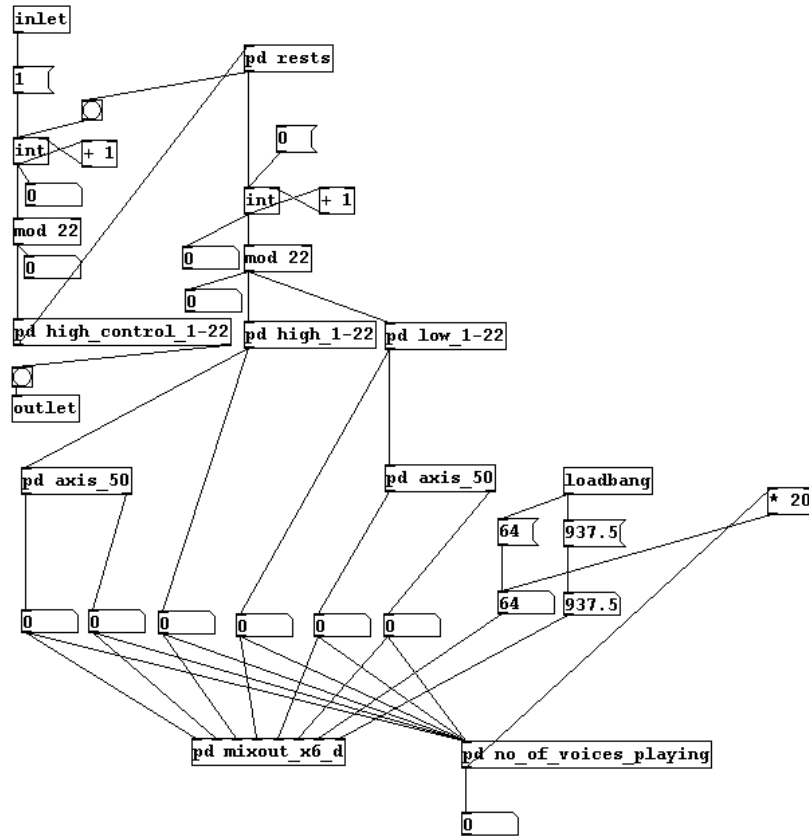 inlet
pd rests
1
0
int
+ 1
0
int
+ 1
mod 22
0
mod 22
0
0
pd high_control_1-22
pd high_1-22
pd low_1-22
outlet
pd axis_50
pd axis_50
loadbang
* 20
64
937.5
64
937.5
0
0
0
0
0
0
pd mixout_x6_d
pd no_of_voices_playing
0